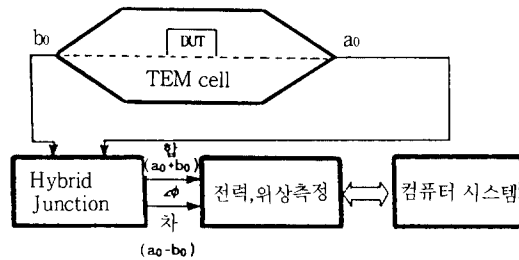 b₀
DUT
a₀
TEM cell
합
(a₀+b₀)
∠φ
차
(a₀-b₀)
Hybrid
Junction
전력,위상측정
컴퓨터 시스템